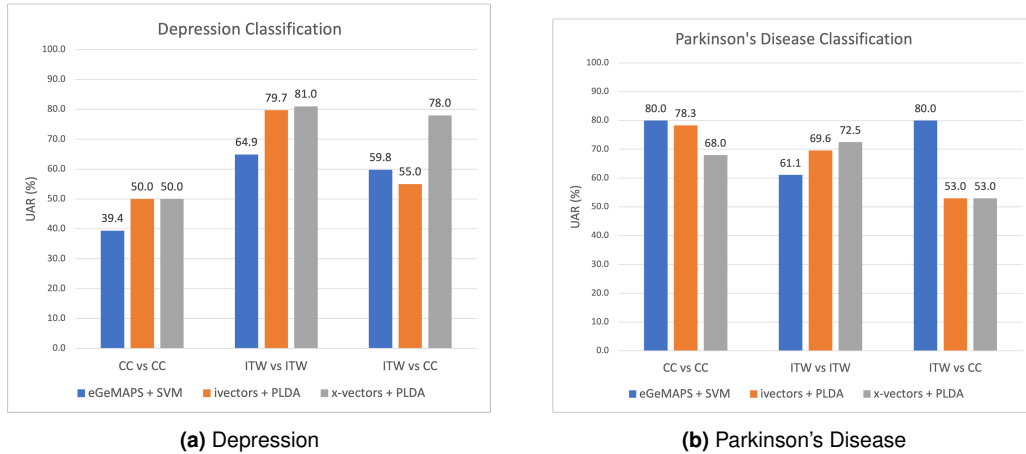 Depression Classification
100.0
90.0
80.0
70.0
60.0
50.0
40.0
30.0
20.0
10.0
0.0
UAR (%)
39.4
50.0
50.0
64.9
79.7
81.0
59.8
55.0
78.0
CC vs CC
ITW vs ITW
ITW vs CC
eGeMAPS + SVM
ivectors + PLDA
x-vectors + PLDA
(a) Depression
Parkinson's Disease Classification
100.0
90.0
80.0
70.0
60.0
50.0
40.0
30.0
20.0
10.0
0.0
UAR (%)
80.0
78.3
68.0
61.1
69.6
72.5
80.0
53.0
53.0
CC vs CC
ITW vs ITW
ITW vs CC
eGeMAPS + SVM
ivectors + PLDA
x-vectors + PLDA
(b) Parkinson's Disease